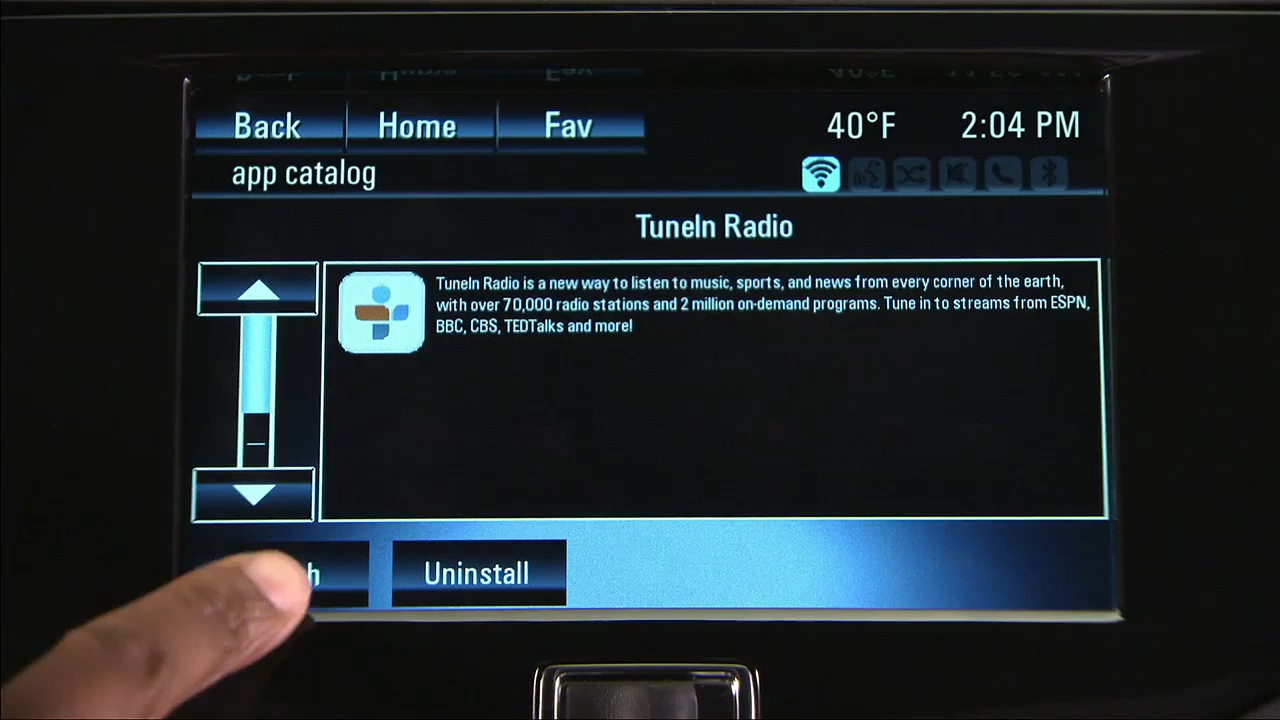 Back Home Fav 40°F 2:04 PM
app catalog
TuneIn Radio
TuneIn Radio is a new way to listen to music, sports, and news from every corner of the earth,
with over 70,000 radio stations and 2 million on-demand programs. Tune in to streams from ESPN,
BBC, CBS, TEDTalks and more!
Uninstall